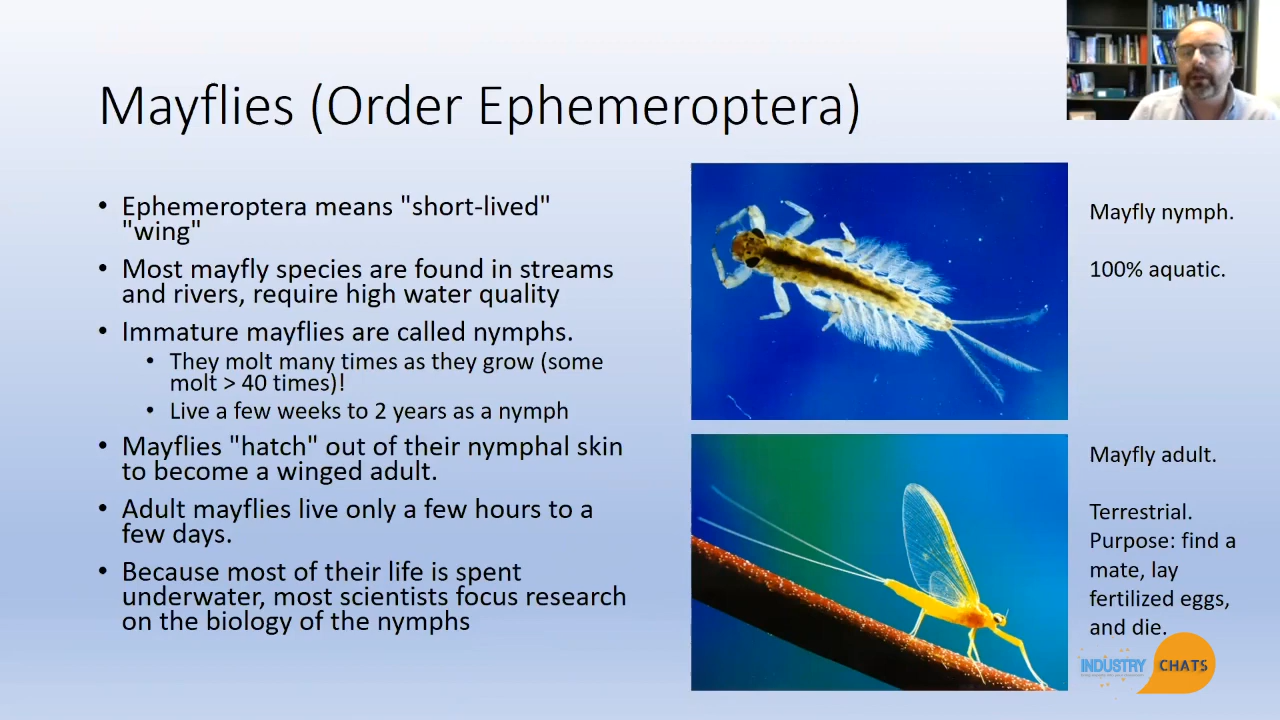 Mayflies (Order Ephemeroptera)
• Ephemeroptera means "short-lived"
"wing"
• Most mayfly species are found in streams
and rivers, require high water quality
• Immature mayflies are called nymphs.
• They molt many times as they grow (some
molt > 40 times)!
• Live a few weeks to 2 years as a nymph
• Mayflies "hatch" out of their nymphal skin
to become a winged adult.
• Adult mayflies live only a few hours to a
few days.
• Because most of their life is spent
underwater, most scientists focus research
on the biology of the nymphs
Mayfly nymph.
100% aquatic.
Mayfly adult.
Terrestrial.
Purpose: find a
mate, lay
fertilized eggs,
and die.
INDUSTRY
CHATS